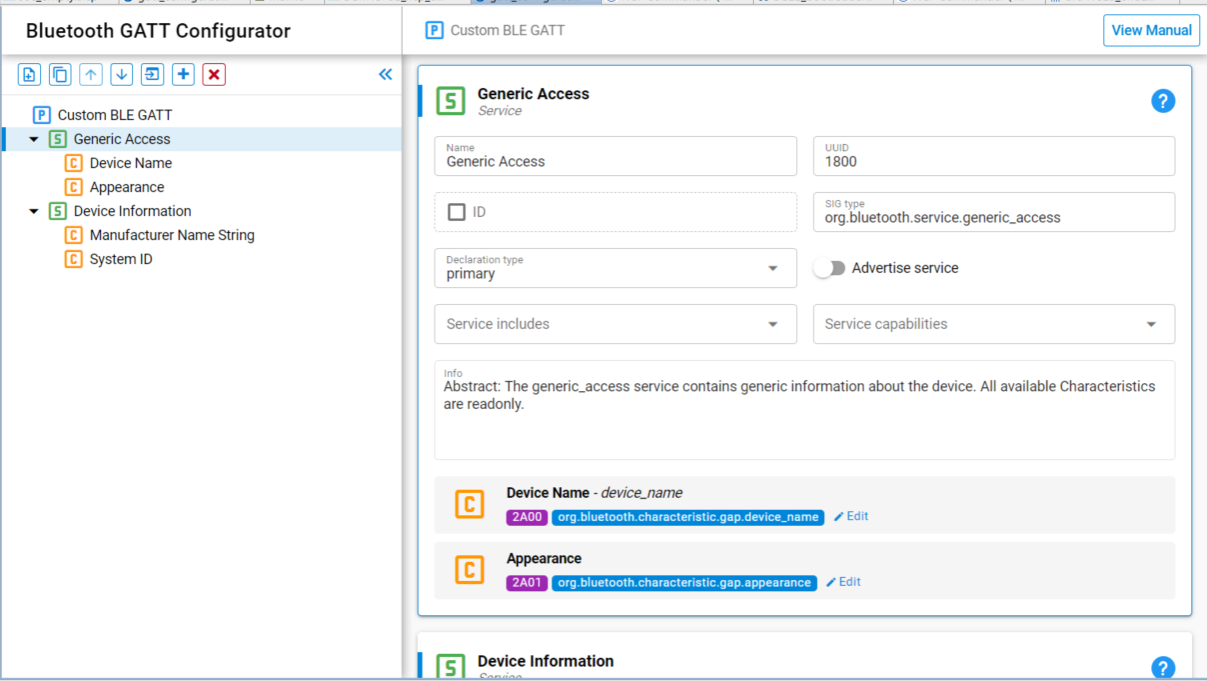 Bluetooth GATT Configurator
P Custom BLE GATT
View Manual
P Custom BLE GATT
S Generic Access
C Device Name
C Appearance
S Device Information
C Manufacturer Name String
C System ID
S Generic Access
Service
?
Name
Generic Access
UUID
1800
ID
SIG type
org.bluetooth.service.generic_access
Declaration type
primary
Advertise service
Service includes
Service capabilities
Info
Abstract: The generic_access service contains generic information about the device. All available Characteristics
are readonly.
C Device Name - device_name
2A00 org.bluetooth.characteristic.gap.device_name Edit
C Appearance
2A01 org.bluetooth.characteristic.gap.appearance Edit
S Device Information
Service
?